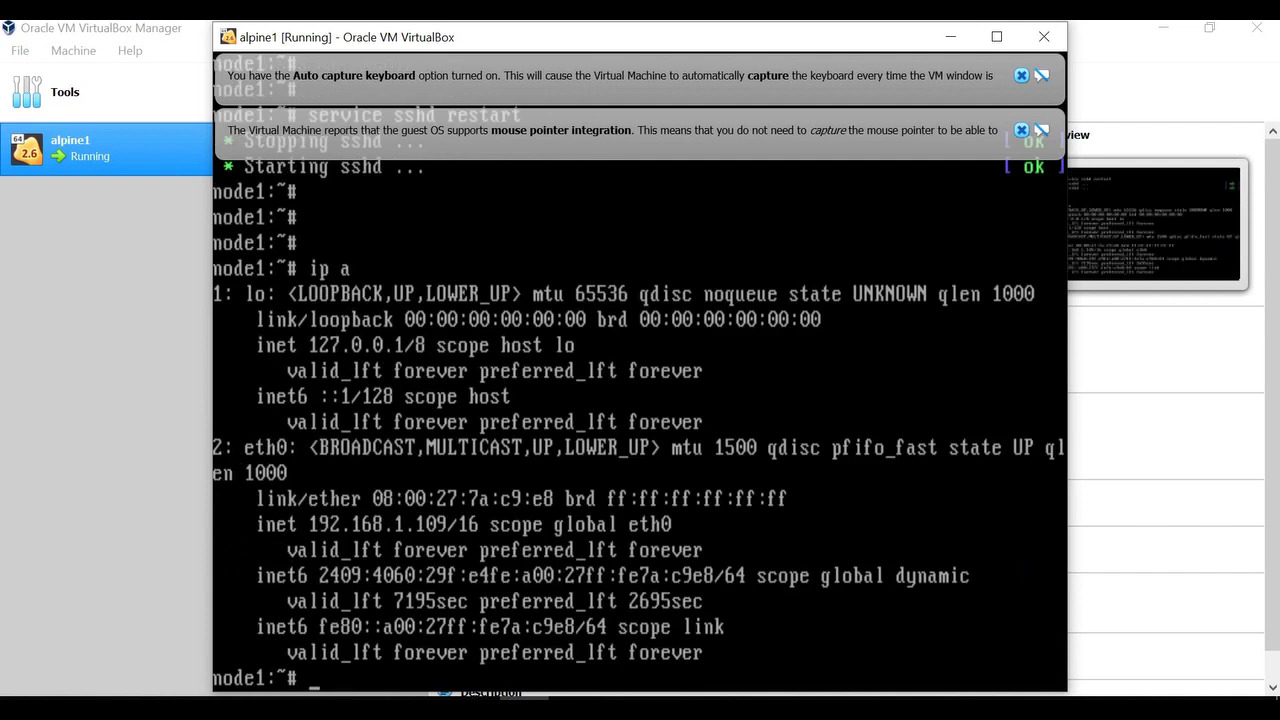 Oracle VM VirtualBox Manager
File Machine Help
Tools
64
2.6
alpine1
Running
alpine1 [Running] - Oracle VM VirtualBox
You have the Auto capture keyboard option turned on. This will cause the Virtual Machine to automatically capture the keyboard every time the VM window is
# service sshd restart
The Virtual Machine reports that the guest OS supports mouse pointer integration. This means that you do not need to capture the mouse pointer to be able to
* Stopping sshd ... [ ok ]
* Starting sshd ... [ ok ]
node1:~#
node1:~#
node1:~#
node1:~# ip a
1: lo: <LOOPBACK,UP,LOWER_UP> mtu 65536 qdisc noqueue state UNKNOWN qlen 1000
link/loopback 00:00:00:00:00:00 brd 00:00:00:00:00:00
inet 127.0.0.1/8 scope host lo
valid_lft forever preferred_lft forever
inet6 ::1/128 scope host
valid_lft forever preferred_lft forever
2: eth0: <BROADCAST,MULTICAST,UP,LOWER_UP> mtu 1500 qdisc pfifo_fast state UP ql
en 1000
link/ether 08:00:27:7a:c9:e8 brd ff:ff:ff:ff:ff:ff
inet 192.168.1.109/16 scope global eth0
valid_lft forever preferred_lft forever
inet6 2409:4060:29f:e4fe:a00:27ff:fe7a:c9e8/64 scope global dynamic
valid_lft 7195sec preferred_lft 2695sec
inet6 fe80::a00:27ff:fe7a:c9e8/64 scope link
valid_lft forever preferred_lft forever
node1:~#
view
Description